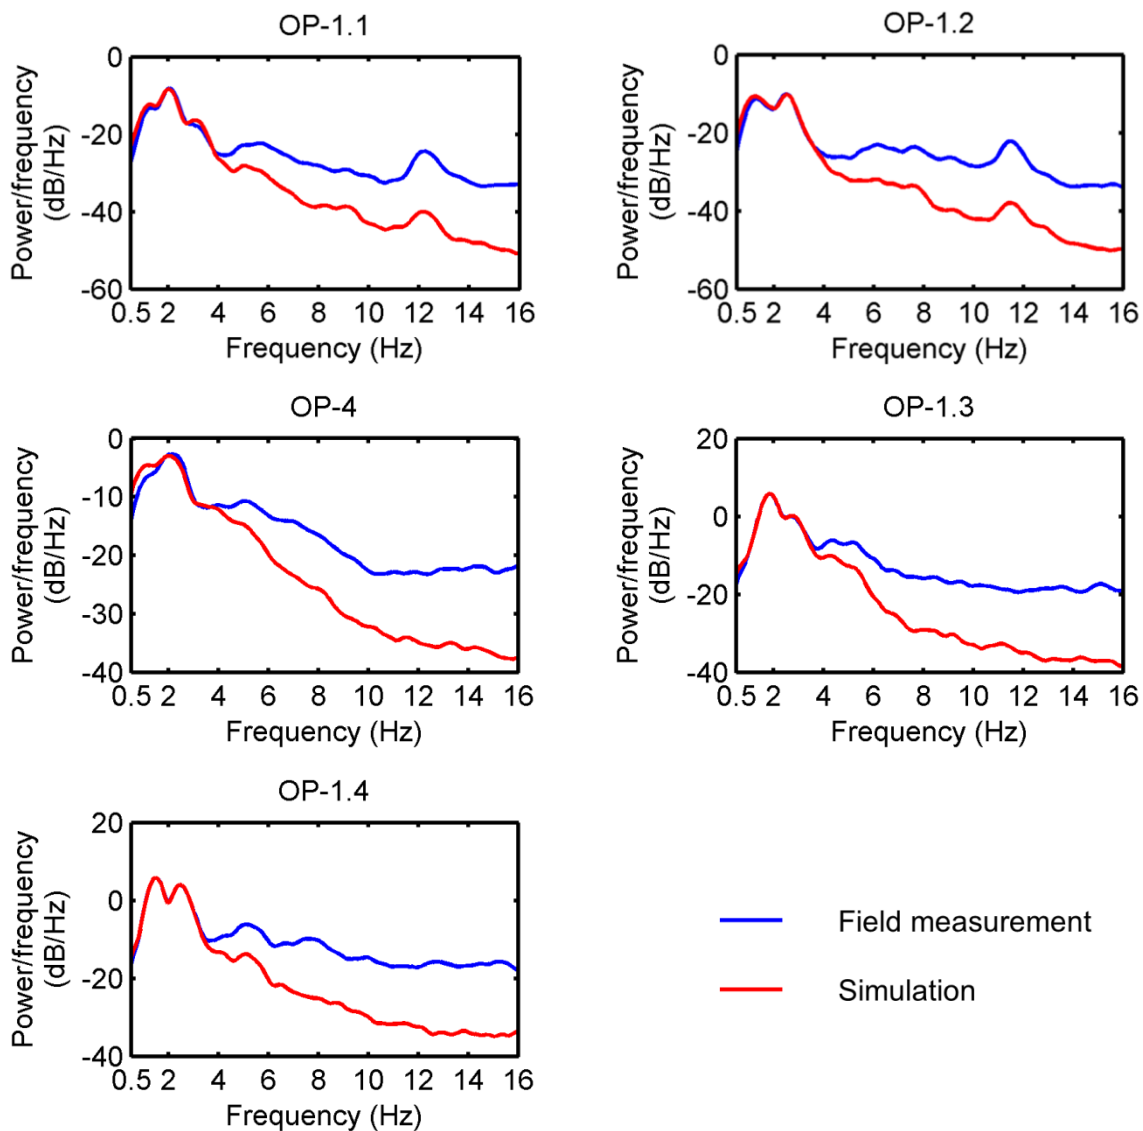 OP-1.1
0
-20
-40
-60
Power/frequency
(dB/Hz)
0.5 2 4 6 8 10 12 14 16
Frequency (Hz)
OP-1.2
0
-20
-40
-60
Power/frequency
(dB/Hz)
0.5 2 4 6 8 10 12 14 16
Frequency (Hz)
OP-4
0
-10
-20
-30
-40
Power/frequency
(dB/Hz)
0.5 2 4 6 8 10 12 14 16
Frequency (Hz)
OP-1.3
20
0
-20
-40
Power/frequency
(dB/Hz)
0.5 2 4 6 8 10 12 14 16
Frequency (Hz)
OP-1.4
20
0
-20
-40
Power/frequency
(dB/Hz)
0.5 2 4 6 8 10 12 14 16
Frequency (Hz)
Field measurement
Simulation